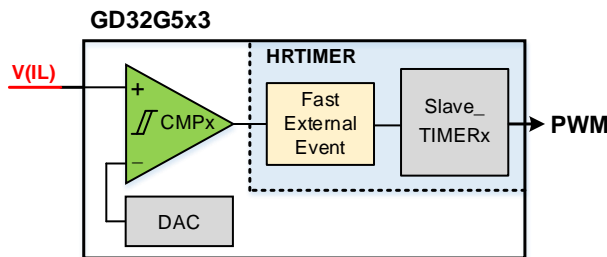 GD32G5x3
HRTIMER
V(IL)
+
CMPx
−
Fast
External
Event
Slave_
TIMERx
PWM
DAC